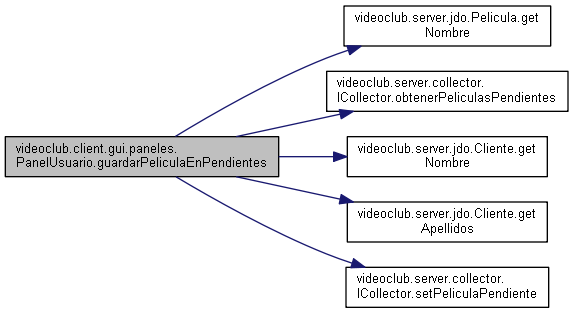 videoclub.client.gui.paneles.
PanelUsuario.guardarPeliculaEnPendientes
videoclub.server.jdo.Pelicula.get
Nombre
videoclub.server.collector.
ICollector.obtenerPeliculasPendientes
videoclub.server.jdo.Cliente.get
Nombre
videoclub.server.jdo.Cliente.get
Apellidos
videoclub.server.collector.
ICollector.setPeliculaPendiente